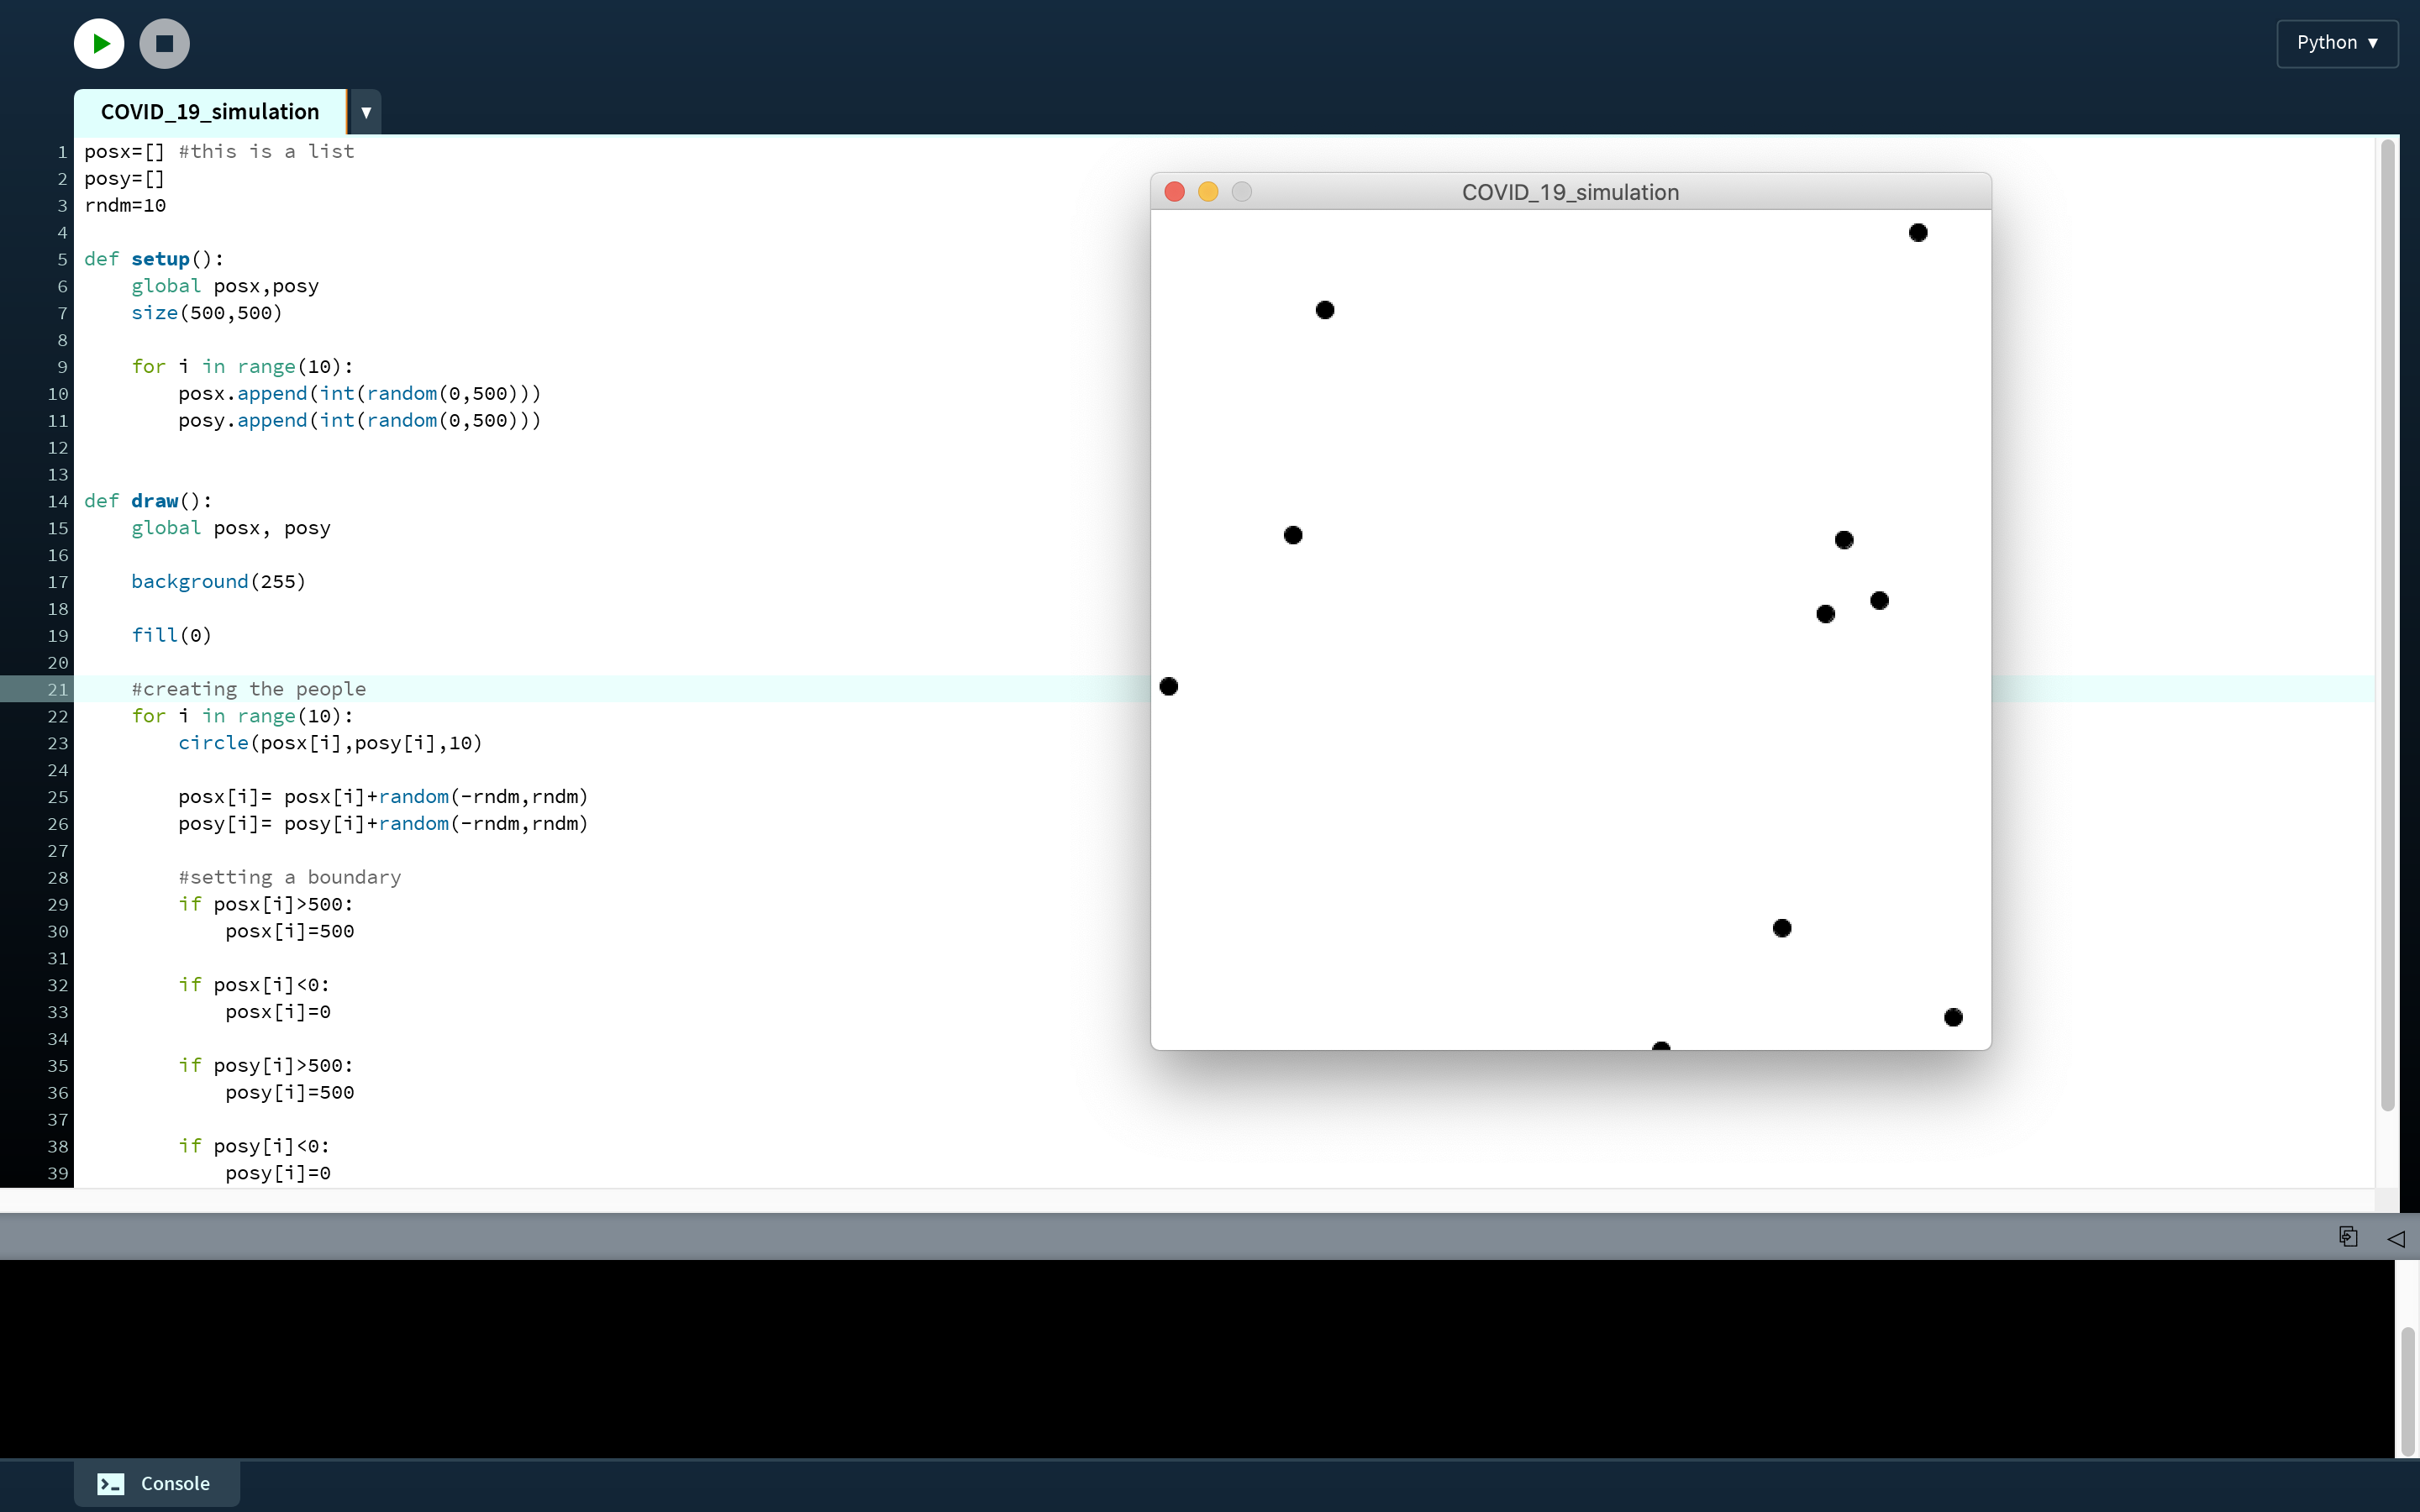 Python ▼
COVID_19_simulation ▼
1 posx=[] #this is a list
2 posy=[]
3 rndm=10
4
5 def setup():
6     global posx,posy
7     size(500,500)
8
9     for i in range(10):
10         posx.append(int(random(0,500)))
11         posy.append(int(random(0,500)))
12
13
14 def draw():
15     global posx, posy
16
17     background(255)
18
19     fill(0)
20
21     #creating the people
22     for i in range(10):
23         circle(posx[i],posy[i],10)
24
25         posx[i]= posx[i]+random(-rndm,rndm)
26         posy[i]= posy[i]+random(-rndm,rndm)
27
28         #setting a boundary
29         if posx[i]>500:
30             posx[i]=500
31
32         if posx[i]<0:
33             posx[i]=0
34
35         if posy[i]>500:
36             posy[i]=500
37
38         if posy[i]<0:
39             posy[i]=0
COVID_19_simulation
Console